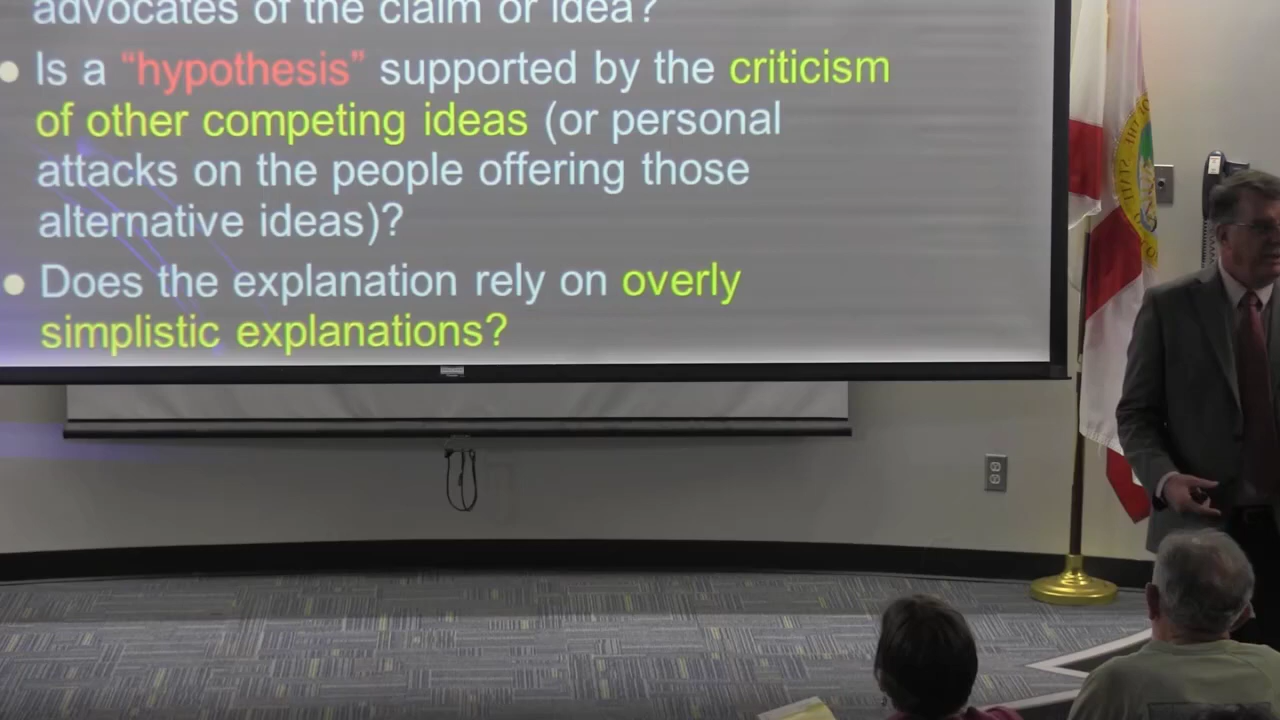 advocates of the claim or idea?
• Is a "hypothesis" supported by the criticism
of other competing ideas (or personal
attacks on the people offering those
alternative ideas)?
• Does the explanation rely on overly
simplistic explanations?